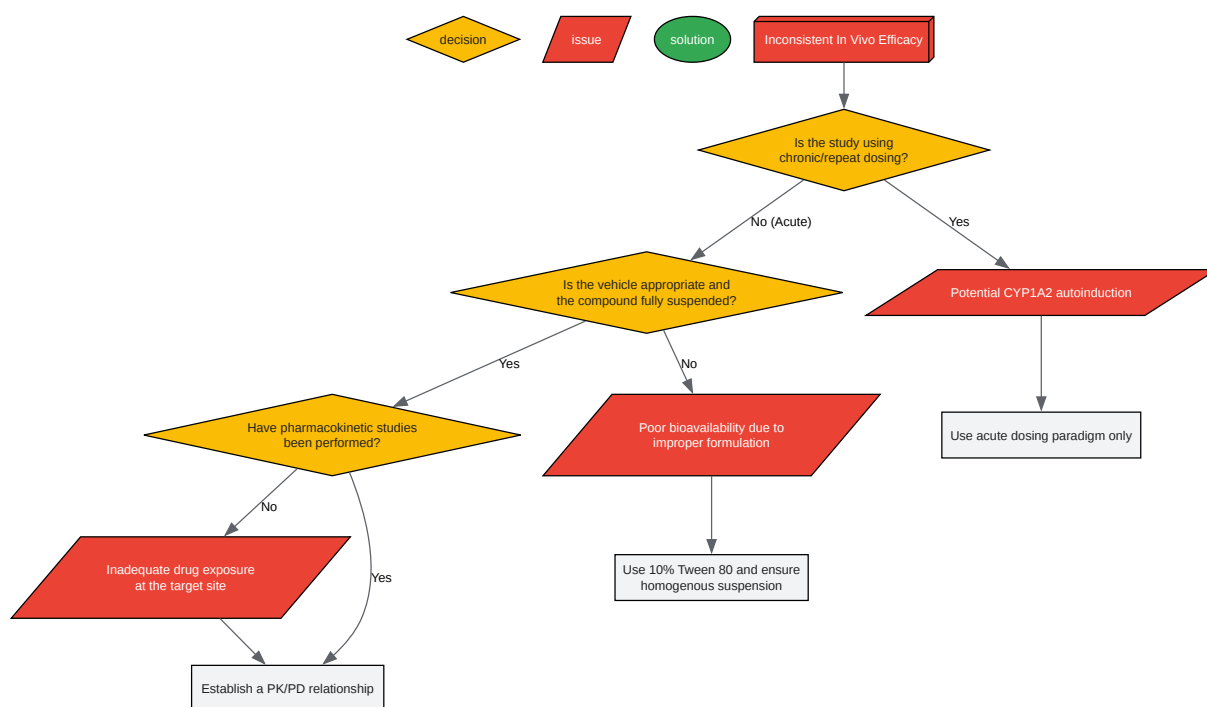 decision
issue
solution
Inconsistent In Vivo Efficacy
Is the study using
chronic/repeat dosing?
No (Acute)
Yes
Is the vehicle appropriate and
the compound fully suspended?
Potential CYP1A2 autoinduction
Yes
No
Have pharmacokinetic studies
been performed?
Poor bioavailability due to
improper formulation
Use acute dosing paradigm only
No
Yes
Inadequate drug exposure
at the target site
Use 10% Tween 80 and ensure
homogenous suspension
Establish a PK/PD relationship